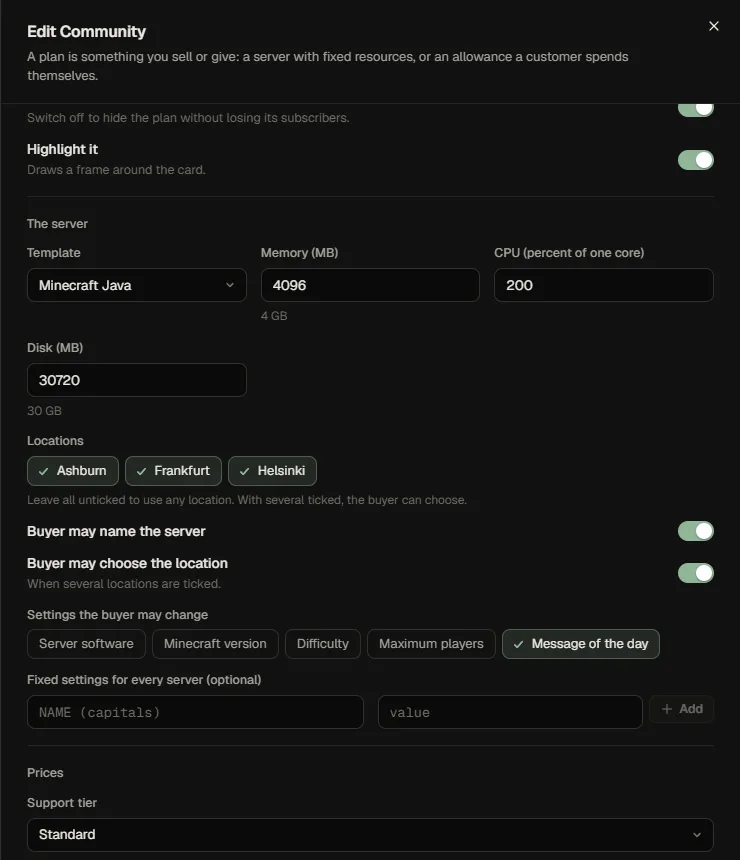 Edit Community
A plan is something you sell or give: a server with fixed resources, or an allowance a customer spends
themselves.
Switch off to hide the plan without losing its subscribers.
Highlight it
Draws a frame around the card.
The server
Template
Memory (MB)
CPU (percent of one core)
Minecraft Java
4096
200
4 GB
Disk (MB)
30720
30 GB
Locations
Ashburn
Frankfurt
Helsinki
Leave all unticked to use any location. With several ticked, the buyer can choose.
Buyer may name the server
Buyer may choose the location
When several locations are ticked.
Settings the buyer may change
Server software
Minecraft version
Difficulty
Maximum players
Message of the day
Fixed settings for every server (optional)
NAME (capitals)
value
+ Add
Prices
Support tier
Standard